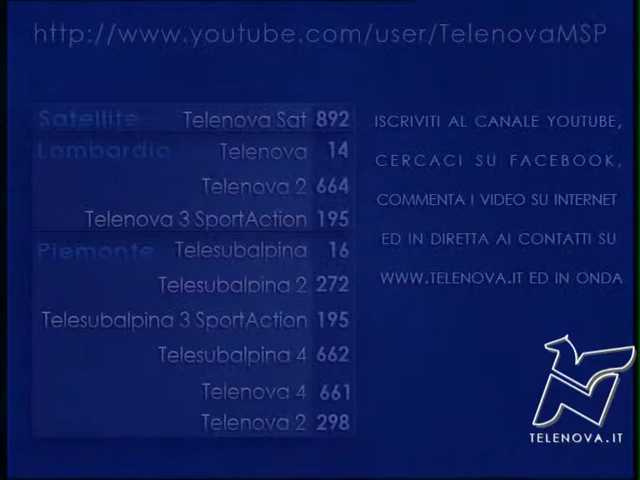 http://www.youtube.com/user/TelenovaMSP
Satellite Telenova Sat 892
Lombardia Telenova 14
Telenova 2 664
Telenova 3 SportAction 195
Piemonte Telesubalpina 16
Telesubalpina 2 272
Telesubalpina 3 SportAction 195
Telesubalpina 4 662
Telenova 4 661
Telenova 2 298
ISCRIVITI AL CANALE YOUTUBE,
CERCACI SU FACEBOOK,
COMMENTA I VIDEO SU INTERNET
ED IN DIRETTA AI CONTATTI SU
WWW.TELENOVA.IT ED IN ONDA
TELENOVA.IT